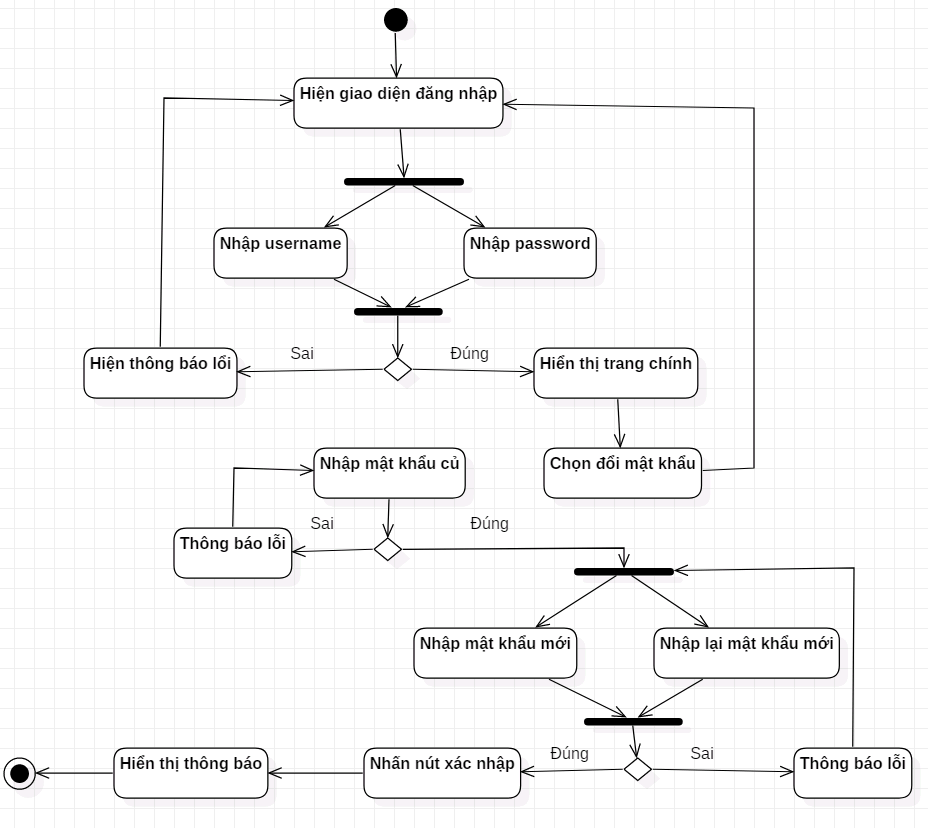 Hiện giao diện đăng nhập
Nhập username
Nhập password
Sai
Đúng
Hiện thông báo lổi
Hiển thị trang chính
Nhập mật khẩu củ
Chọn đổi mật khẩu
Sai
Đúng
Thông báo lỗi
Nhập mật khẩu mới
Nhập lại mật khẩu mới
Đúng
Sai
Hiển thị thông báo
Nhấn nút xác nhập
Thông báo lỗi